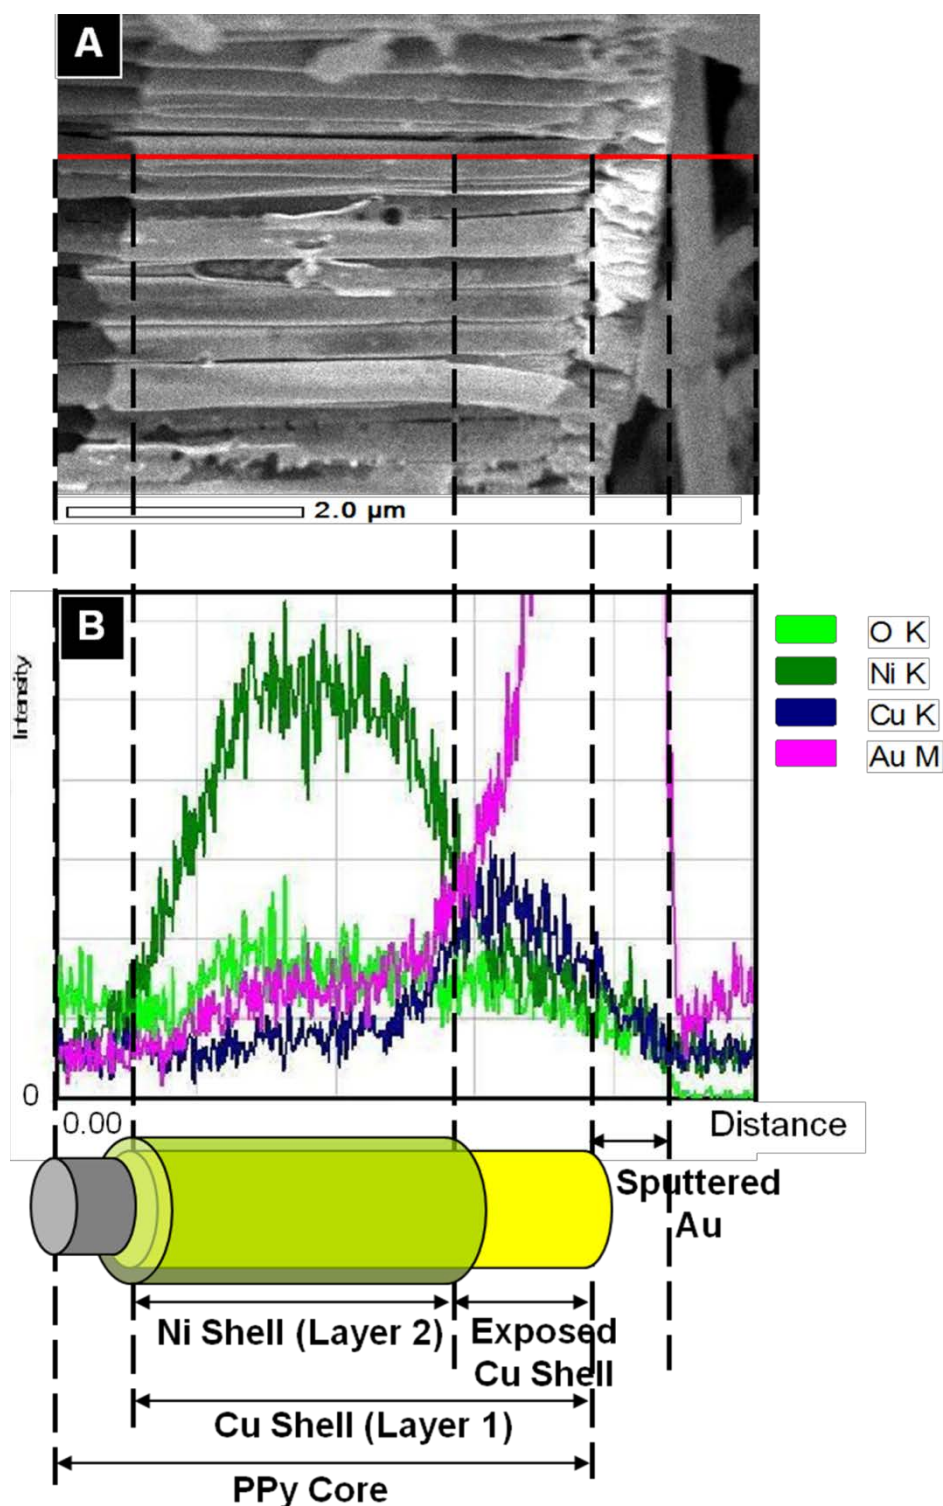 A
2.0 µm
B
Intensity
O K
Ni K
Cu K
Au M
0
0.00
Distance
Sputtered
Au
Ni Shell (Layer 2)
Exposed
Cu Shell
Cu Shell (Layer 1)
PPy Core